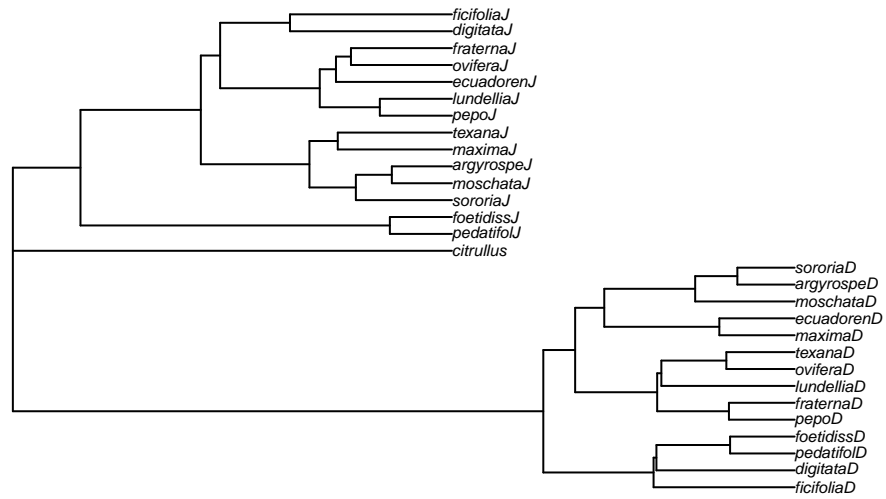 ficifoliaJ
digitataJ
fraternaJ
oviferaJ
ecuadorenJ
lundelliaJ
pepoJ
texanaJ
maximaJ
argyrospeJ
moschataJ
sororiaJ
foetidissJ
pedatifolJ
citrullus
sororiaD
argyrospeD
moschataD
ecuadorenD
maximaD
texanaD
oviferaD
lundelliaD
fraternaD
pepoD
foetidissD
pedatifolD
digitataD
ficifoliaD